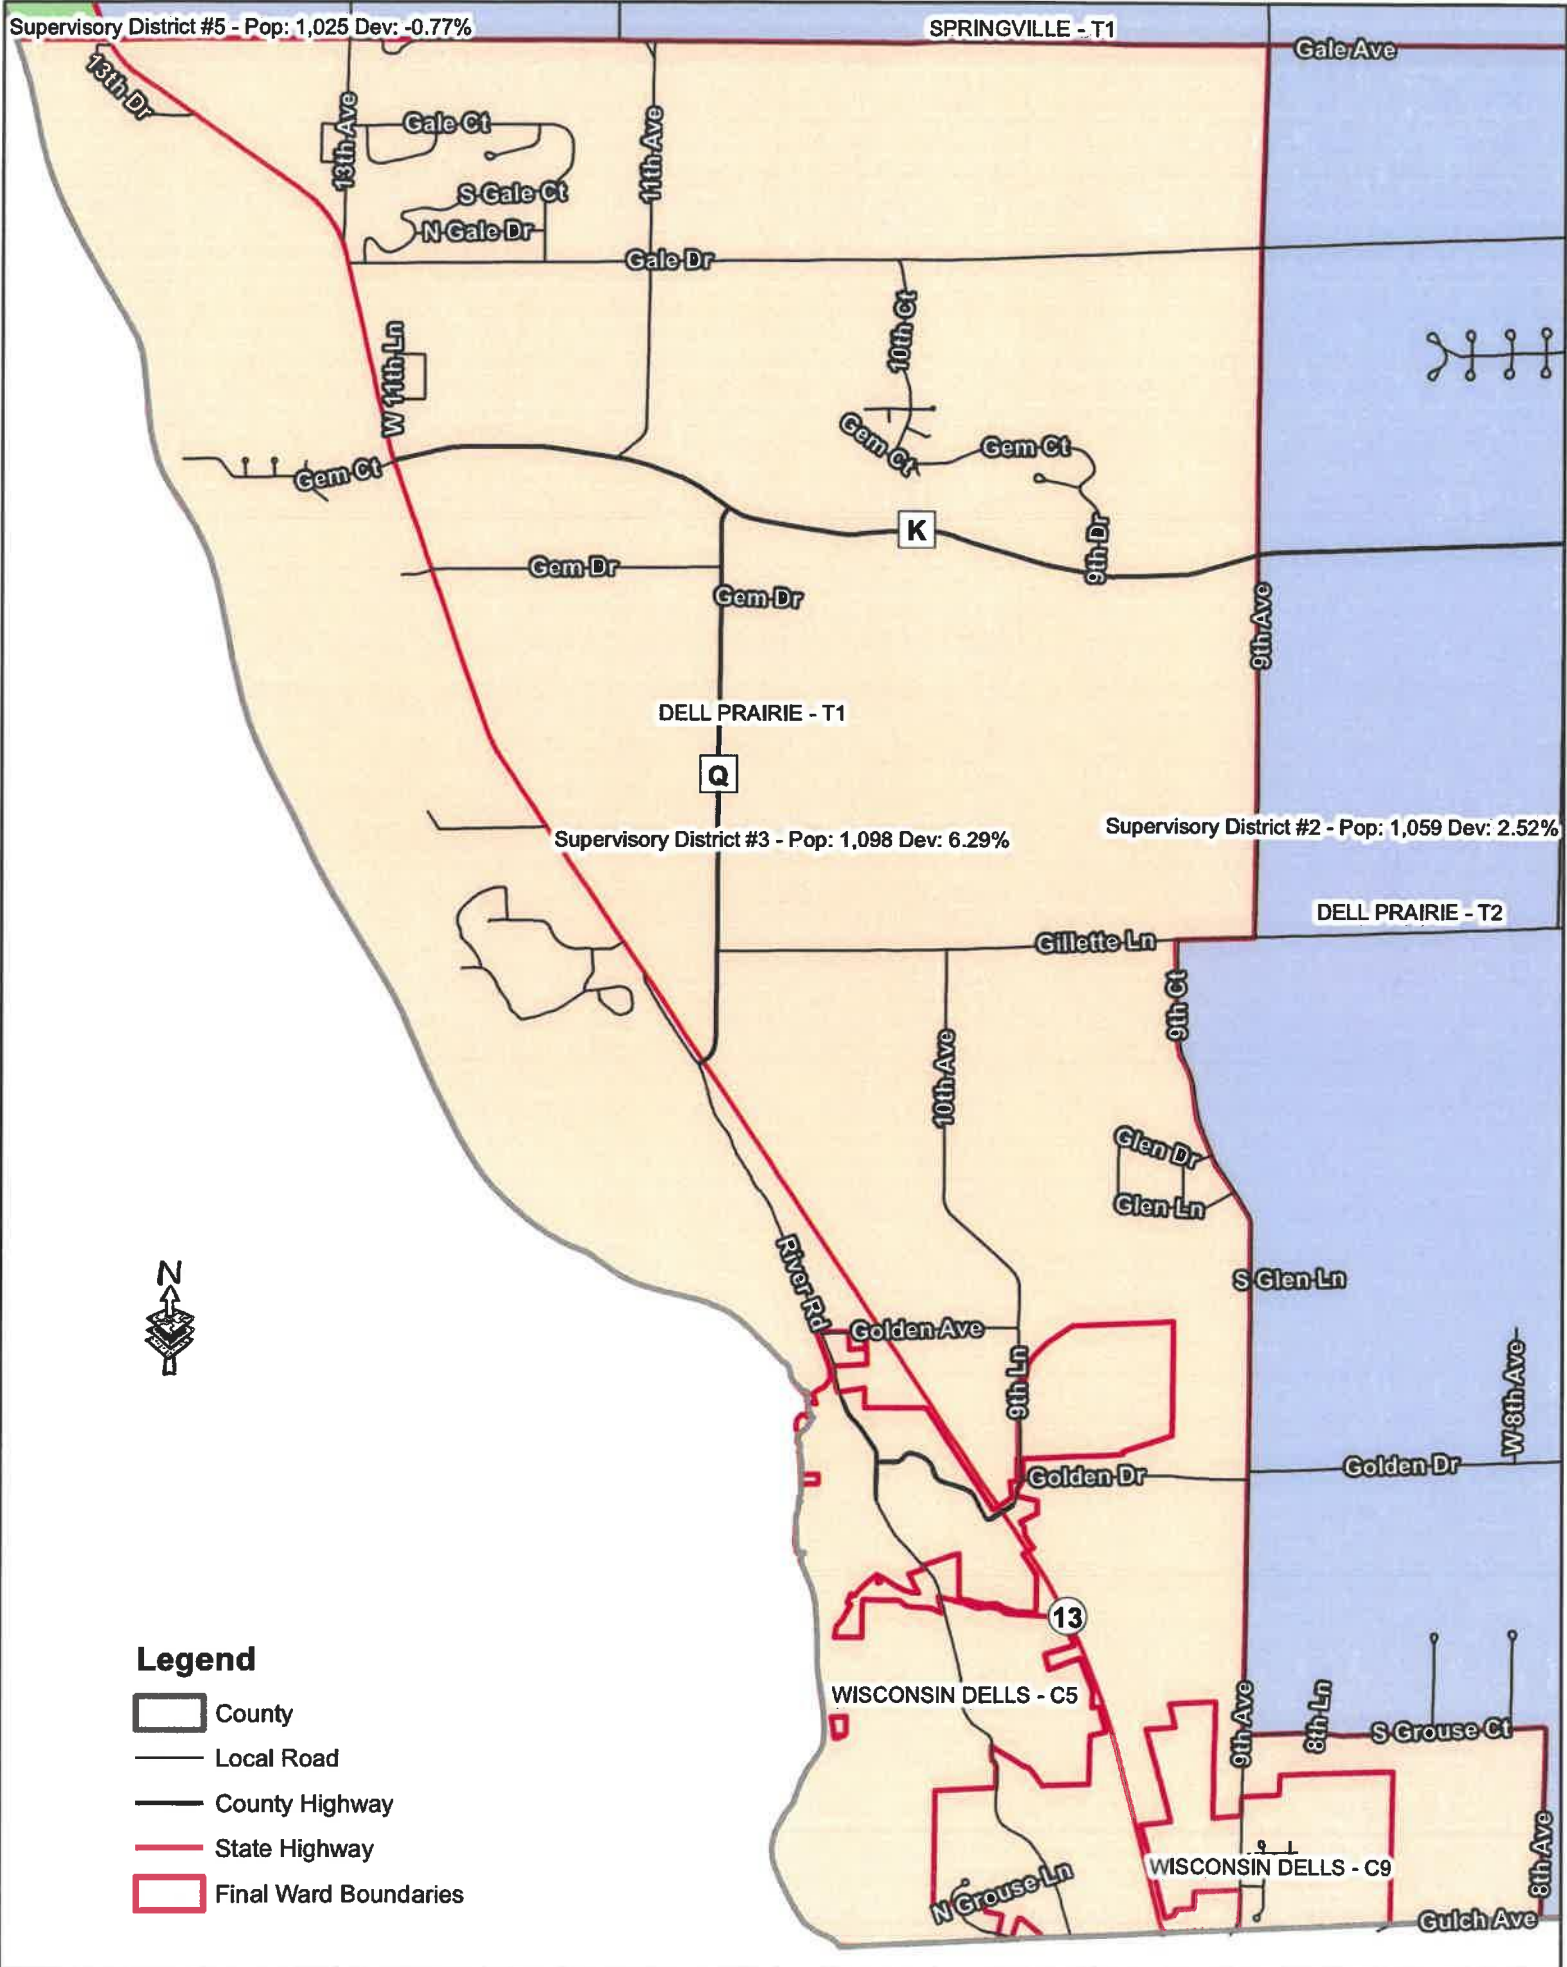 Supervisory District #5 - Pop: 1,025 Dev: -0.77%
SPRINGVILLE - T1
Gale Ave
13th Dr
13th Ave
Gale Ct
11th Ave
S Gale Ct
N Gale Dr
Gale Dr
10th Ct
W 11th Ln
Gem Ct
Gem Ct
Gem Ct
K
9th Dr
Gem Dr
Gem Dr
9th Ave
DELL PRAIRIE - T1
Q
Supervisory District #3 - Pop: 1,098 Dev: 6.29%
Supervisory District #2 - Pop: 1,059 Dev: 2.52%
DELL PRAIRIE - T2
Gillette Ln
9th Ct
10th Ave
Glen Dr
Glen Ln
River Rd
S Glen Ln
N
Golden Ave
9th Ln
W 8th Ave
Golden Dr
Golden Dr
13
WISCONSIN DELLS - C5
9th Ave
8th Ln
S Grouse Ct
WISCONSIN DELLS - C9
8th Ave
N Grouse Ln
Gulch Ave
Legend
County
Local Road
County Highway
State Highway
Final Ward Boundaries